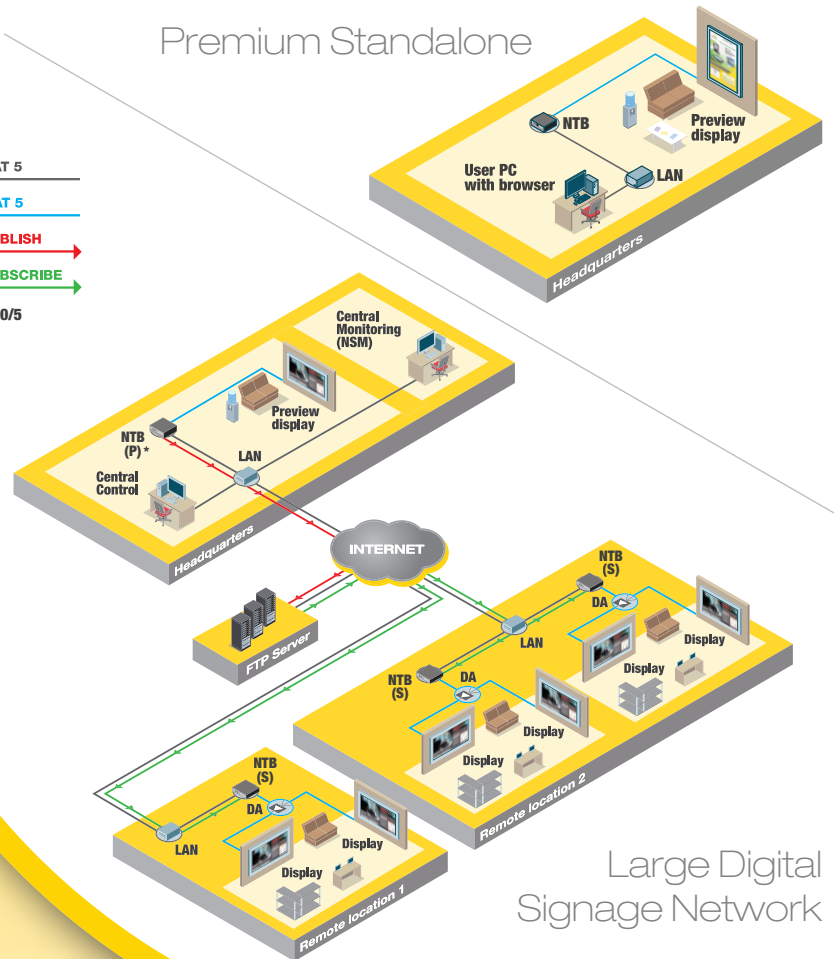 Premium Standalone
NTB
Preview
display
User PC
with browser
LAN
Headquarters
AT 5
AT 5
BLISH
BSCRIBE
0/5
Central
Monitoring
(NSM)
Preview
display
NTB
(P) *
LAN
Central
Control
Headquarters
INTERNET
FTP Server
NTB
(S)
DA
LAN
Display
Display
NTB
(S)
DA
Display
Display
Remote location 2
NTB
(S)
DA
LAN
Display
Display
Remote location 1
Large Digital
Signage Network